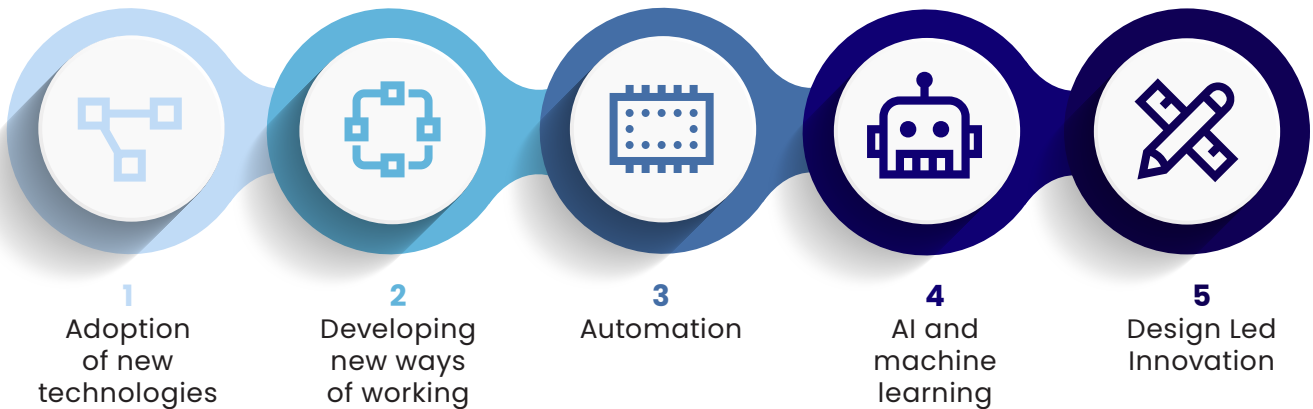 1
Adoption
of new
technologies
2
Developing
new ways
of working
3
Automation
4
AI and
machine
learning
5
Design Led
Innovation